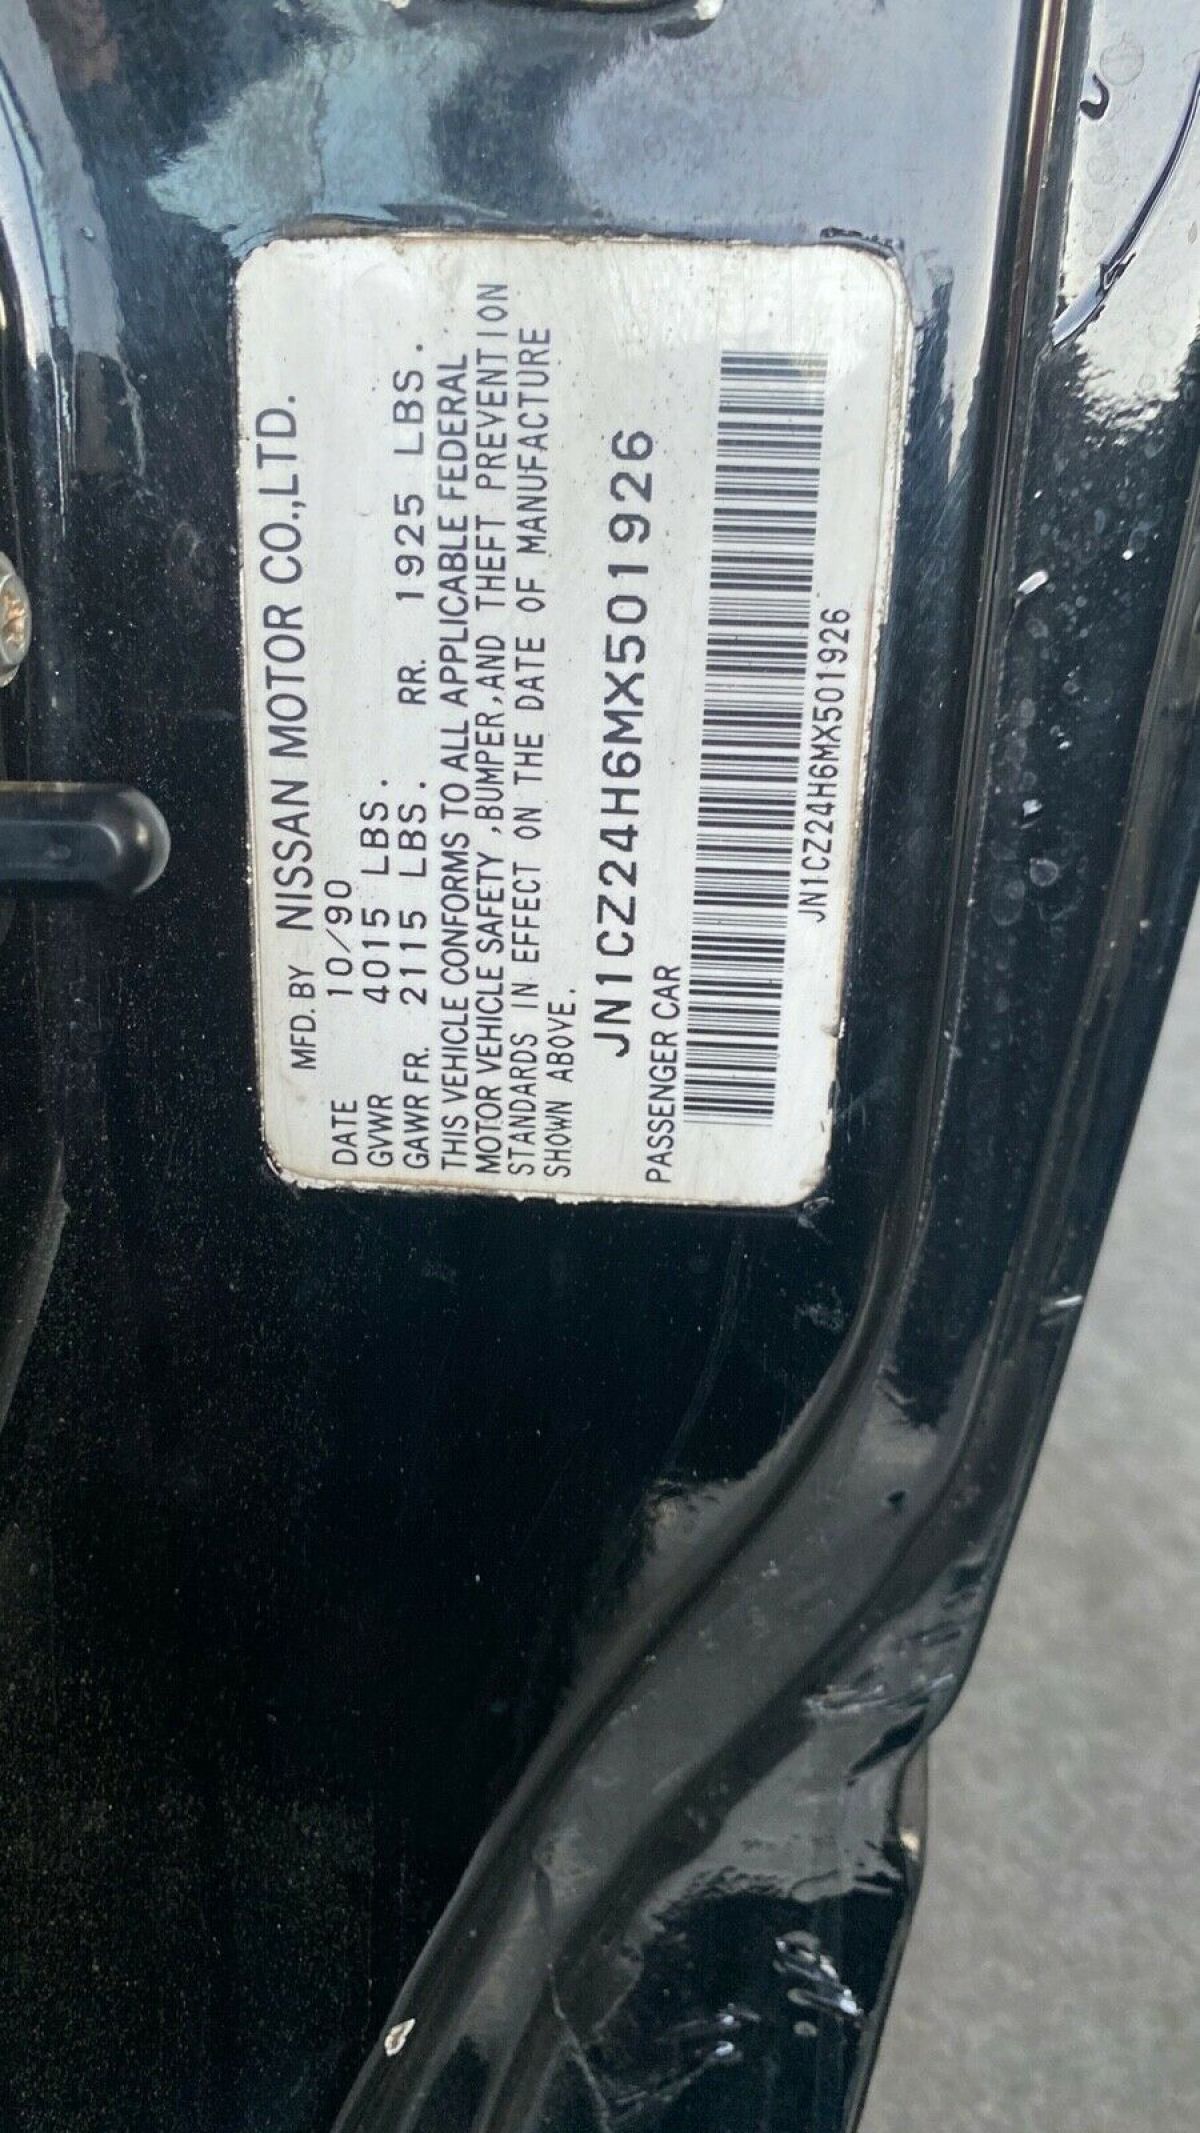 MFD. BY NISSAN MOTOR CO.,LTD.
DATE 10/90
GVWR 4015 LBS.
GAWR FR. 2115 LBS. RR. 1925 LBS.
THIS VEHICLE CONFORMS TO ALL APPLICABLE FEDERAL
MOTOR VEHICLE SAFETY ,BUMPER,AND THEFT PREVENTION
STANDARDS IN EFFECT ON THE DATE OF MANUFACTURE
SHOWN ABOVE.
JN1CZ24H6MX501926
PASSENGER CAR
JN1CZ24H6MX501926